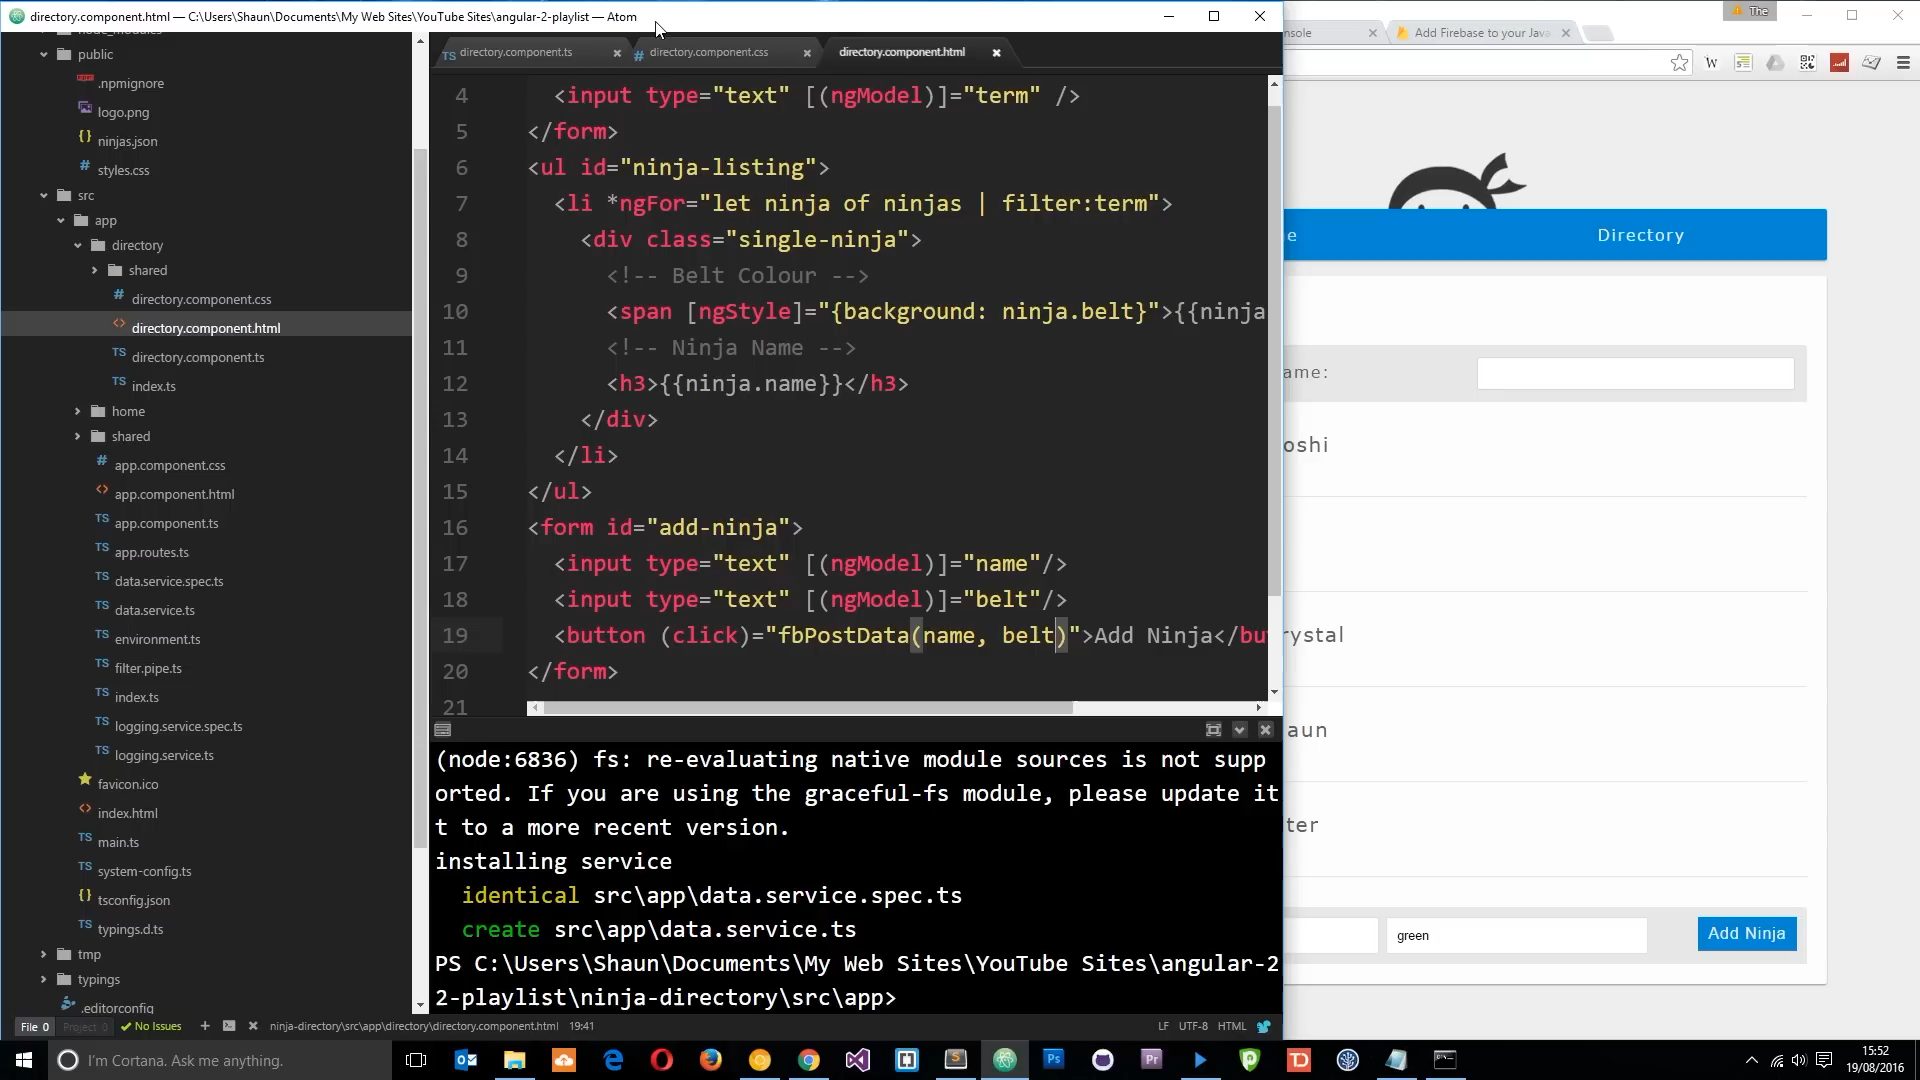 directory.component.html — C:\Users\Shaun\Documents\My Web Sites\YouTube Sites\angular-2-playlist — Atom
node_modules
public
.npmignore
logo.png
ninjas.json
styles.css
src
app
directory
shared
directory.component.css
directory.component.html
directory.component.ts
index.ts
home
shared
app.component.css
app.component.html
app.component.ts
app.routes.ts
data.service.spec.ts
data.service.ts
environment.ts
filter.pipe.ts
index.ts
logging.service.spec.ts
logging.service.ts
favicon.ico
index.html
main.ts
system-config.ts
tsconfig.json
typings.d.ts
tmp
typings
.editorconfig
directory.component.ts
directory.component.css
directory.component.html
4 <input type="text" [(ngModel)]="term" />
5 </form>
6 <ul id="ninja-listing">
7 <li *ngFor="let ninja of ninjas | filter:term">
8 <div class="single-ninja">
9 <!-- Belt Colour -->
10 <span [ngStyle]="{background: ninja.belt}">{{ninja
11 <!-- Ninja Name -->
12 <h3>{{ninja.name}}</h3>
13 </div>
14 </li>
15 </ul>
16 <form id="add-ninja">
17 <input type="text" [(ngModel)]="name"/>
18 <input type="text" [(ngModel)]="belt"/>
19 <button (click)="fbPostData(name, belt)">Add Ninja</bu
20 </form>
21
(node:6836) fs: re-evaluating native module sources is not supp
orted. If you are using the graceful-fs module, please update it
t to a more recent version.
installing service
identical src\app\data.service.spec.ts
create src\app\data.service.ts
PS C:\Users\Shaun\Documents\My Web Sites\YouTube Sites\angular-2
2-playlist\ninja-directory\src\app>
File 0 Project 0 No Issues + ninja-directory\src\app\directory\directory.component.html 19:41 LF UTF-8 HTML
The
nsole
Add Firebase to your Java
W
e
Directory
ame:
oshi
rystal
aun
ter
green
Add Ninja
I'm Cortana. Ask me anything.
15:52
19/08/2016